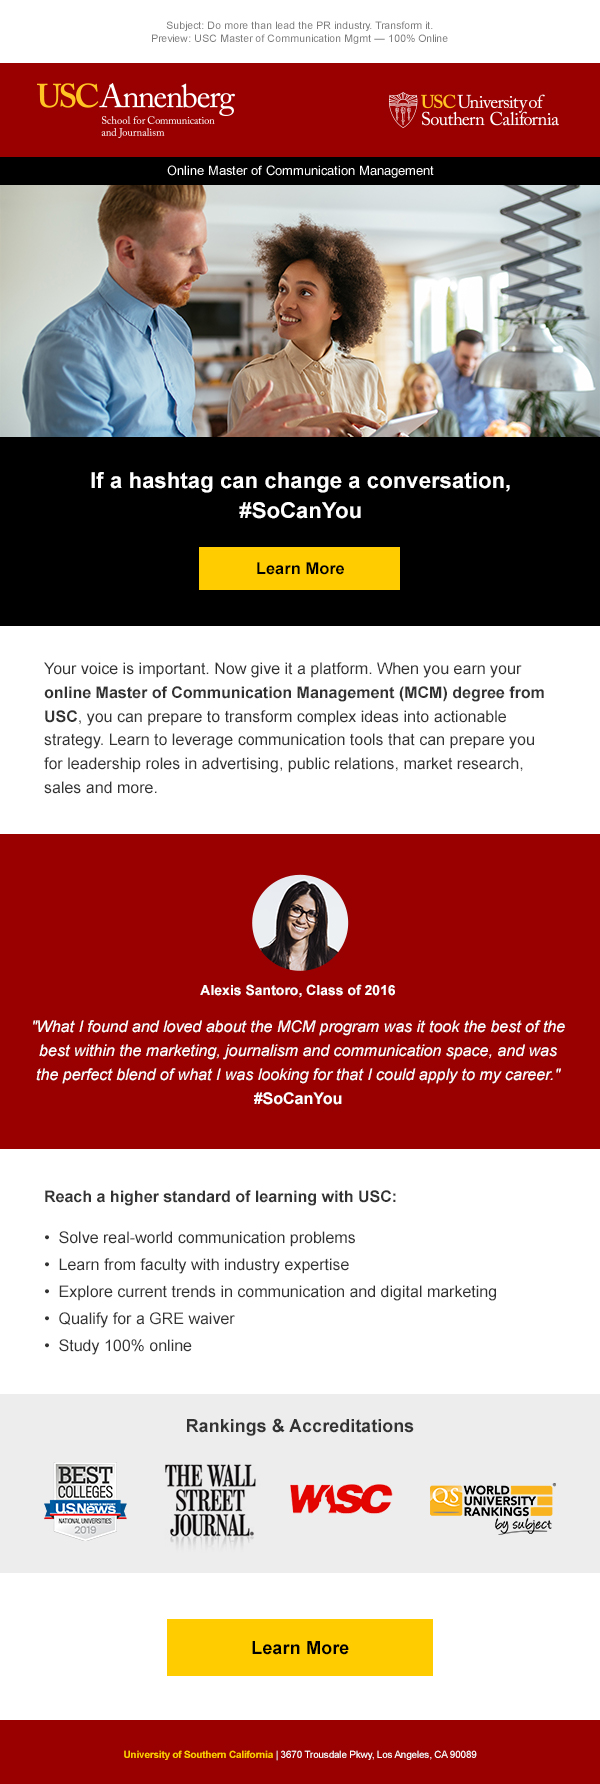 Subject: Do more than lead the PR industry. Transform it.
Preview: USC Master of Communication Mgmt — 100% Online
USC Annenberg
School for Communication
and Journalism
USC University of
Southern California
Online Master of Communication Management
If a hashtag can change a conversation,
#SoCanYou
Learn More
Your voice is important. Now give it a platform. When you earn your
online Master of Communication Management (MCM) degree from
USC, you can prepare to transform complex ideas into actionable
strategy. Learn to leverage communication tools that can prepare you
for leadership roles in advertising, public relations, market research,
sales and more.
Alexis Santoro, Class of 2016
"What I found and loved about the MCM program was it took the best of the
best within the marketing, journalism and communication space, and was
the perfect blend of what I was looking for that I could apply to my career."
#SoCanYou
Reach a higher standard of learning with USC:
• Solve real-world communication problems
• Learn from faculty with industry expertise
• Explore current trends in communication and digital marketing
• Qualify for a GRE waiver
• Study 100% online
Rankings & Accreditations
BEST
COLLEGES
U.S.News
NATIONAL UNIVERSITIES
2019
THE WALL
STREET
JOURNAL.
WASC
QS WORLD
UNIVERSITY
RANKINGS
by subject
Learn More
University of Southern California | 3670 Trousdale Pkwy, Los Angeles, CA 90089